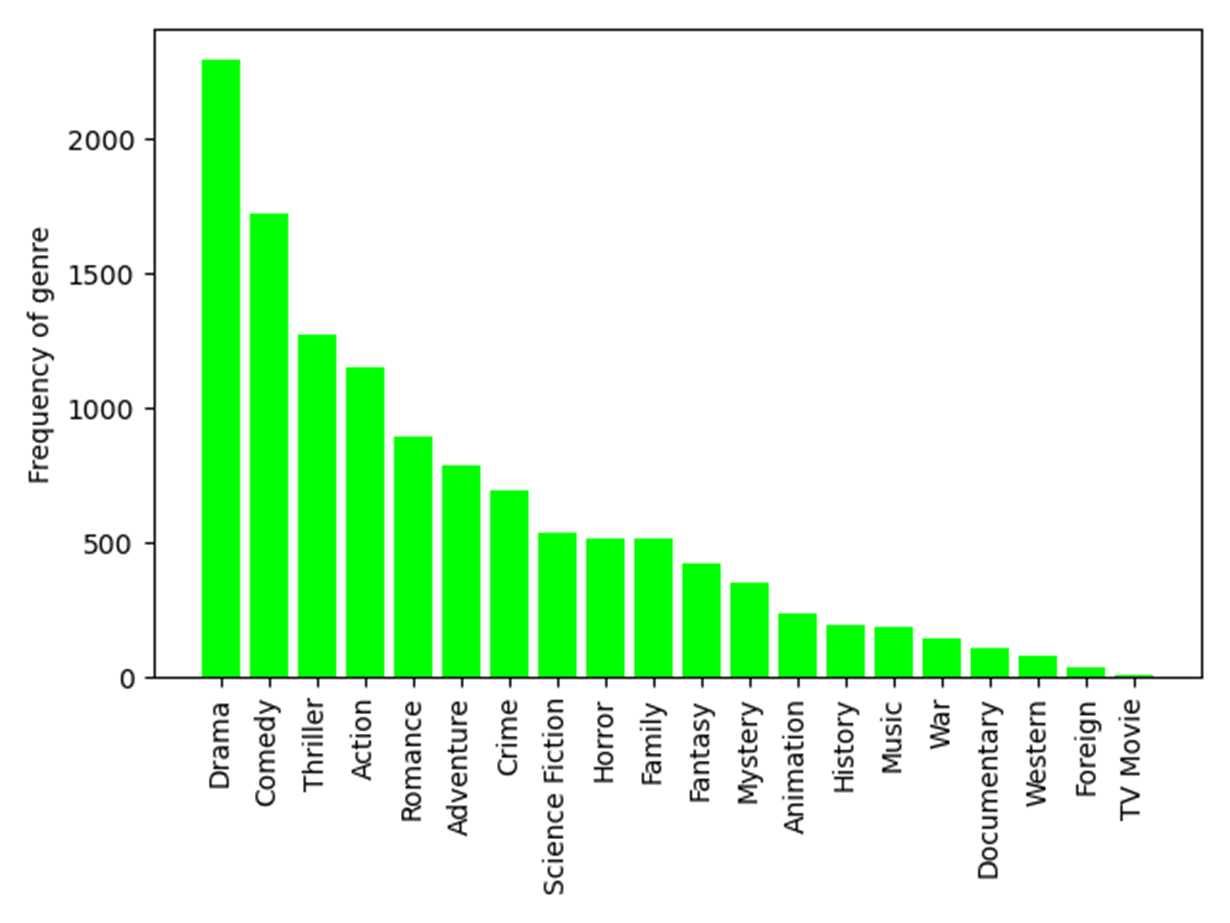 Frequency of genre
2000
1500
1000
500
0
Drama
Comedy
Thriller
Action
Romance
Adventure
Crime
Science Fiction
Horror
Family
Fantasy
Mystery
Animation
History
Music
War
Documentary
Western
Foreign
TV Movie